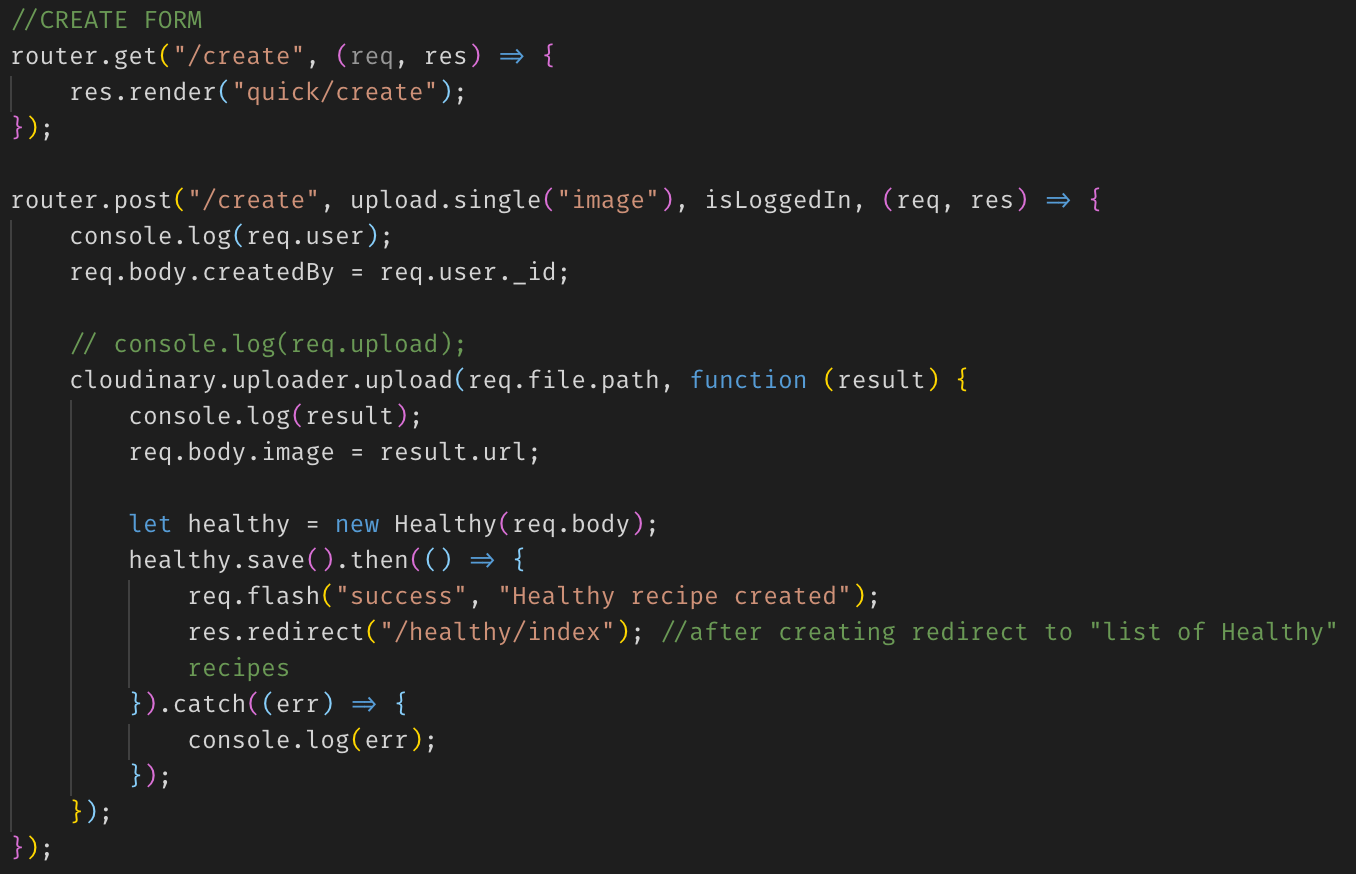 //CREATE FORM
router.get("/create", (req, res) => {
    res.render("quick/create");
});

router.post("/create", upload.single("image"), isLoggedIn, (req, res) => {
    console.log(req.user);
    req.body.createdBy = req.user._id;

    // console.log(req.upload);
    cloudinary.uploader.upload(req.file.path, function (result) {
        console.log(result);
        req.body.image = result.url;

        let healthy = new Healthy(req.body);
        healthy.save().then(() => {
            req.flash("success", "Healthy recipe created");
            res.redirect("/healthy/index"); //after creating redirect to "list of Healthy"
            recipes
        }).catch((err) => {
            console.log(err);
        });
    });
});